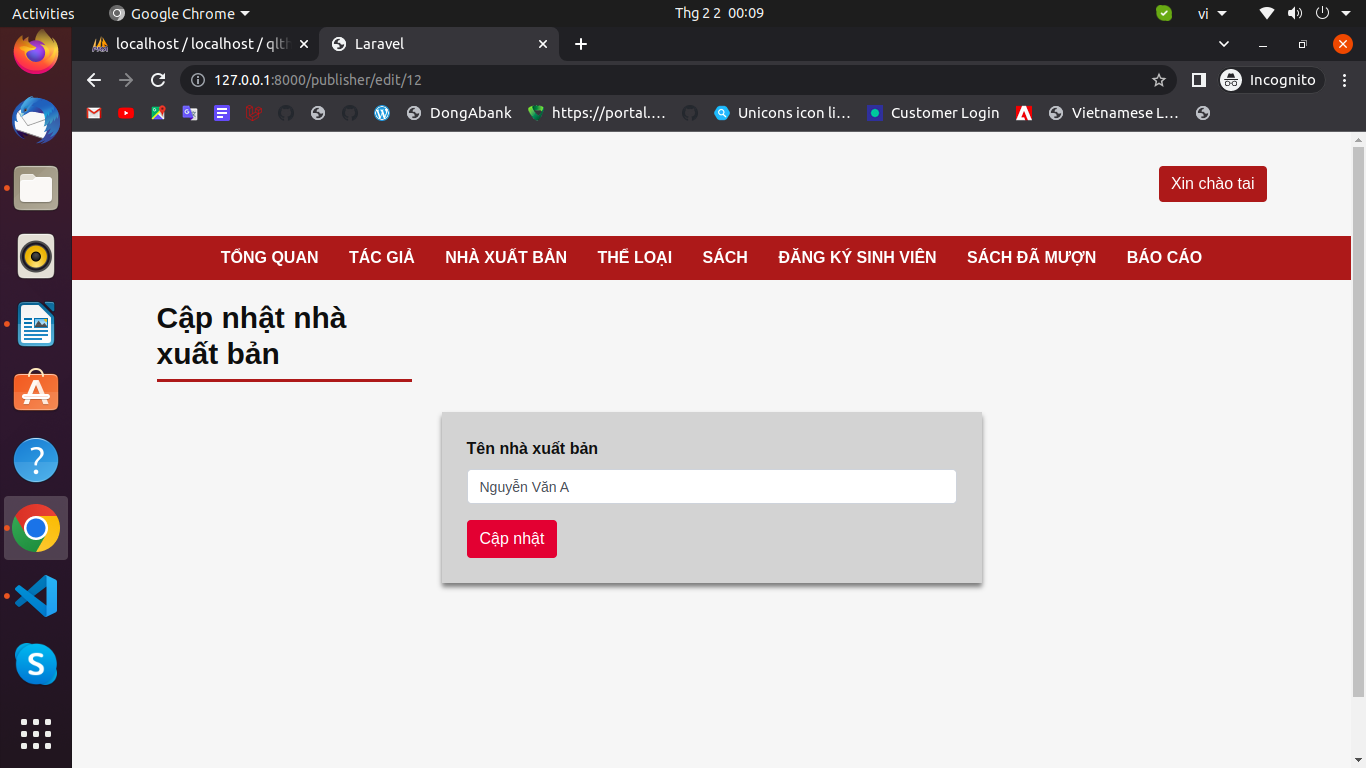 Activities
Google Chrome
Thg 2 2 00:09
vi
localhost / localhost / qlth
Laravel
127.0.0.1:8000/publisher/edit/12
Incognito
DongAbank
https://portal.…
Unicons icon li…
Customer Login
Vietnamese L…
Xin chào tai
TỔNG QUAN
TÁC GIẢ
NHÀ XUẤT BẢN
THỂ LOẠI
SÁCH
ĐĂNG KÝ SINH VIÊN
SÁCH ĐÃ MƯỢN
BÁO CÁO
Cập nhật nhà
xuất bản
Tên nhà xuất bản
Nguyễn Văn A
Cập nhật